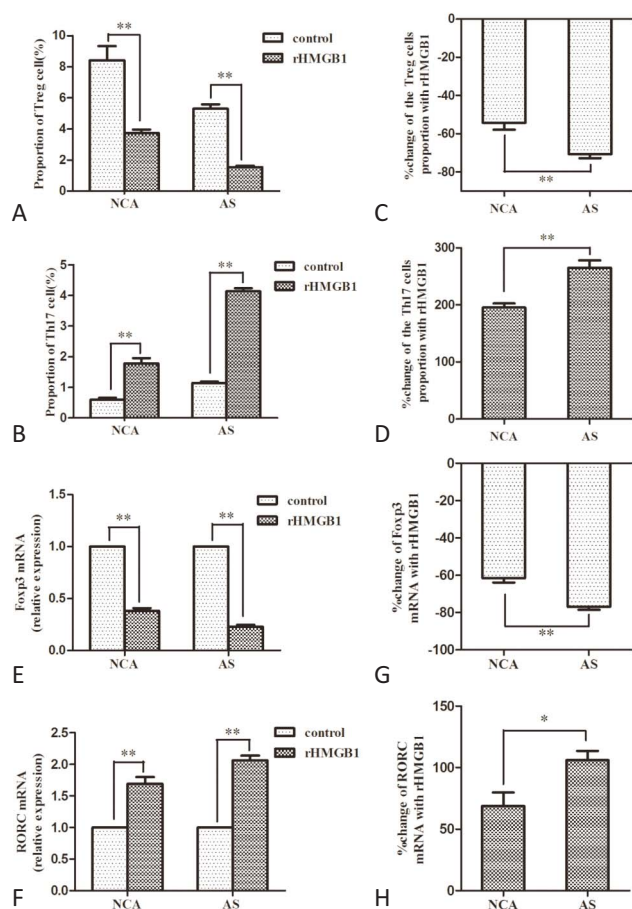 Proportion of Treg cell(%)
10
8
6
4
2
0
**
**
control
rHMGB1
NCA
AS
A
%change of the Treg cells
proportion with rHMGB1
0
-20
-40
-60
-80
**
NCA
AS
C
Proportion of Th17 cell(%)
5
4
3
2
1
0
**
**
control
rHMGB1
NCA
AS
B
%change of the Th17 cells
proportion with rHMGB1
300
200
100
0
**
NCA
AS
D
Foxp3 mRNA
(relative expression)
1.5
1.0
0.5
0.0
**
**
control
rHMGB1
NCA
AS
E
%change of Foxp3
mRNA with rHMGB1
0
-20
-40
-60
-80
-100
**
NCA
AS
G
RORC mRNA
(relative expression)
2.5
2.0
1.5
1.0
0.5
0.0
**
**
control
rHMGB1
NCA
AS
F
%change of RORC
mRNA with rHMGB1
150
100
50
0
*
NCA
AS
H